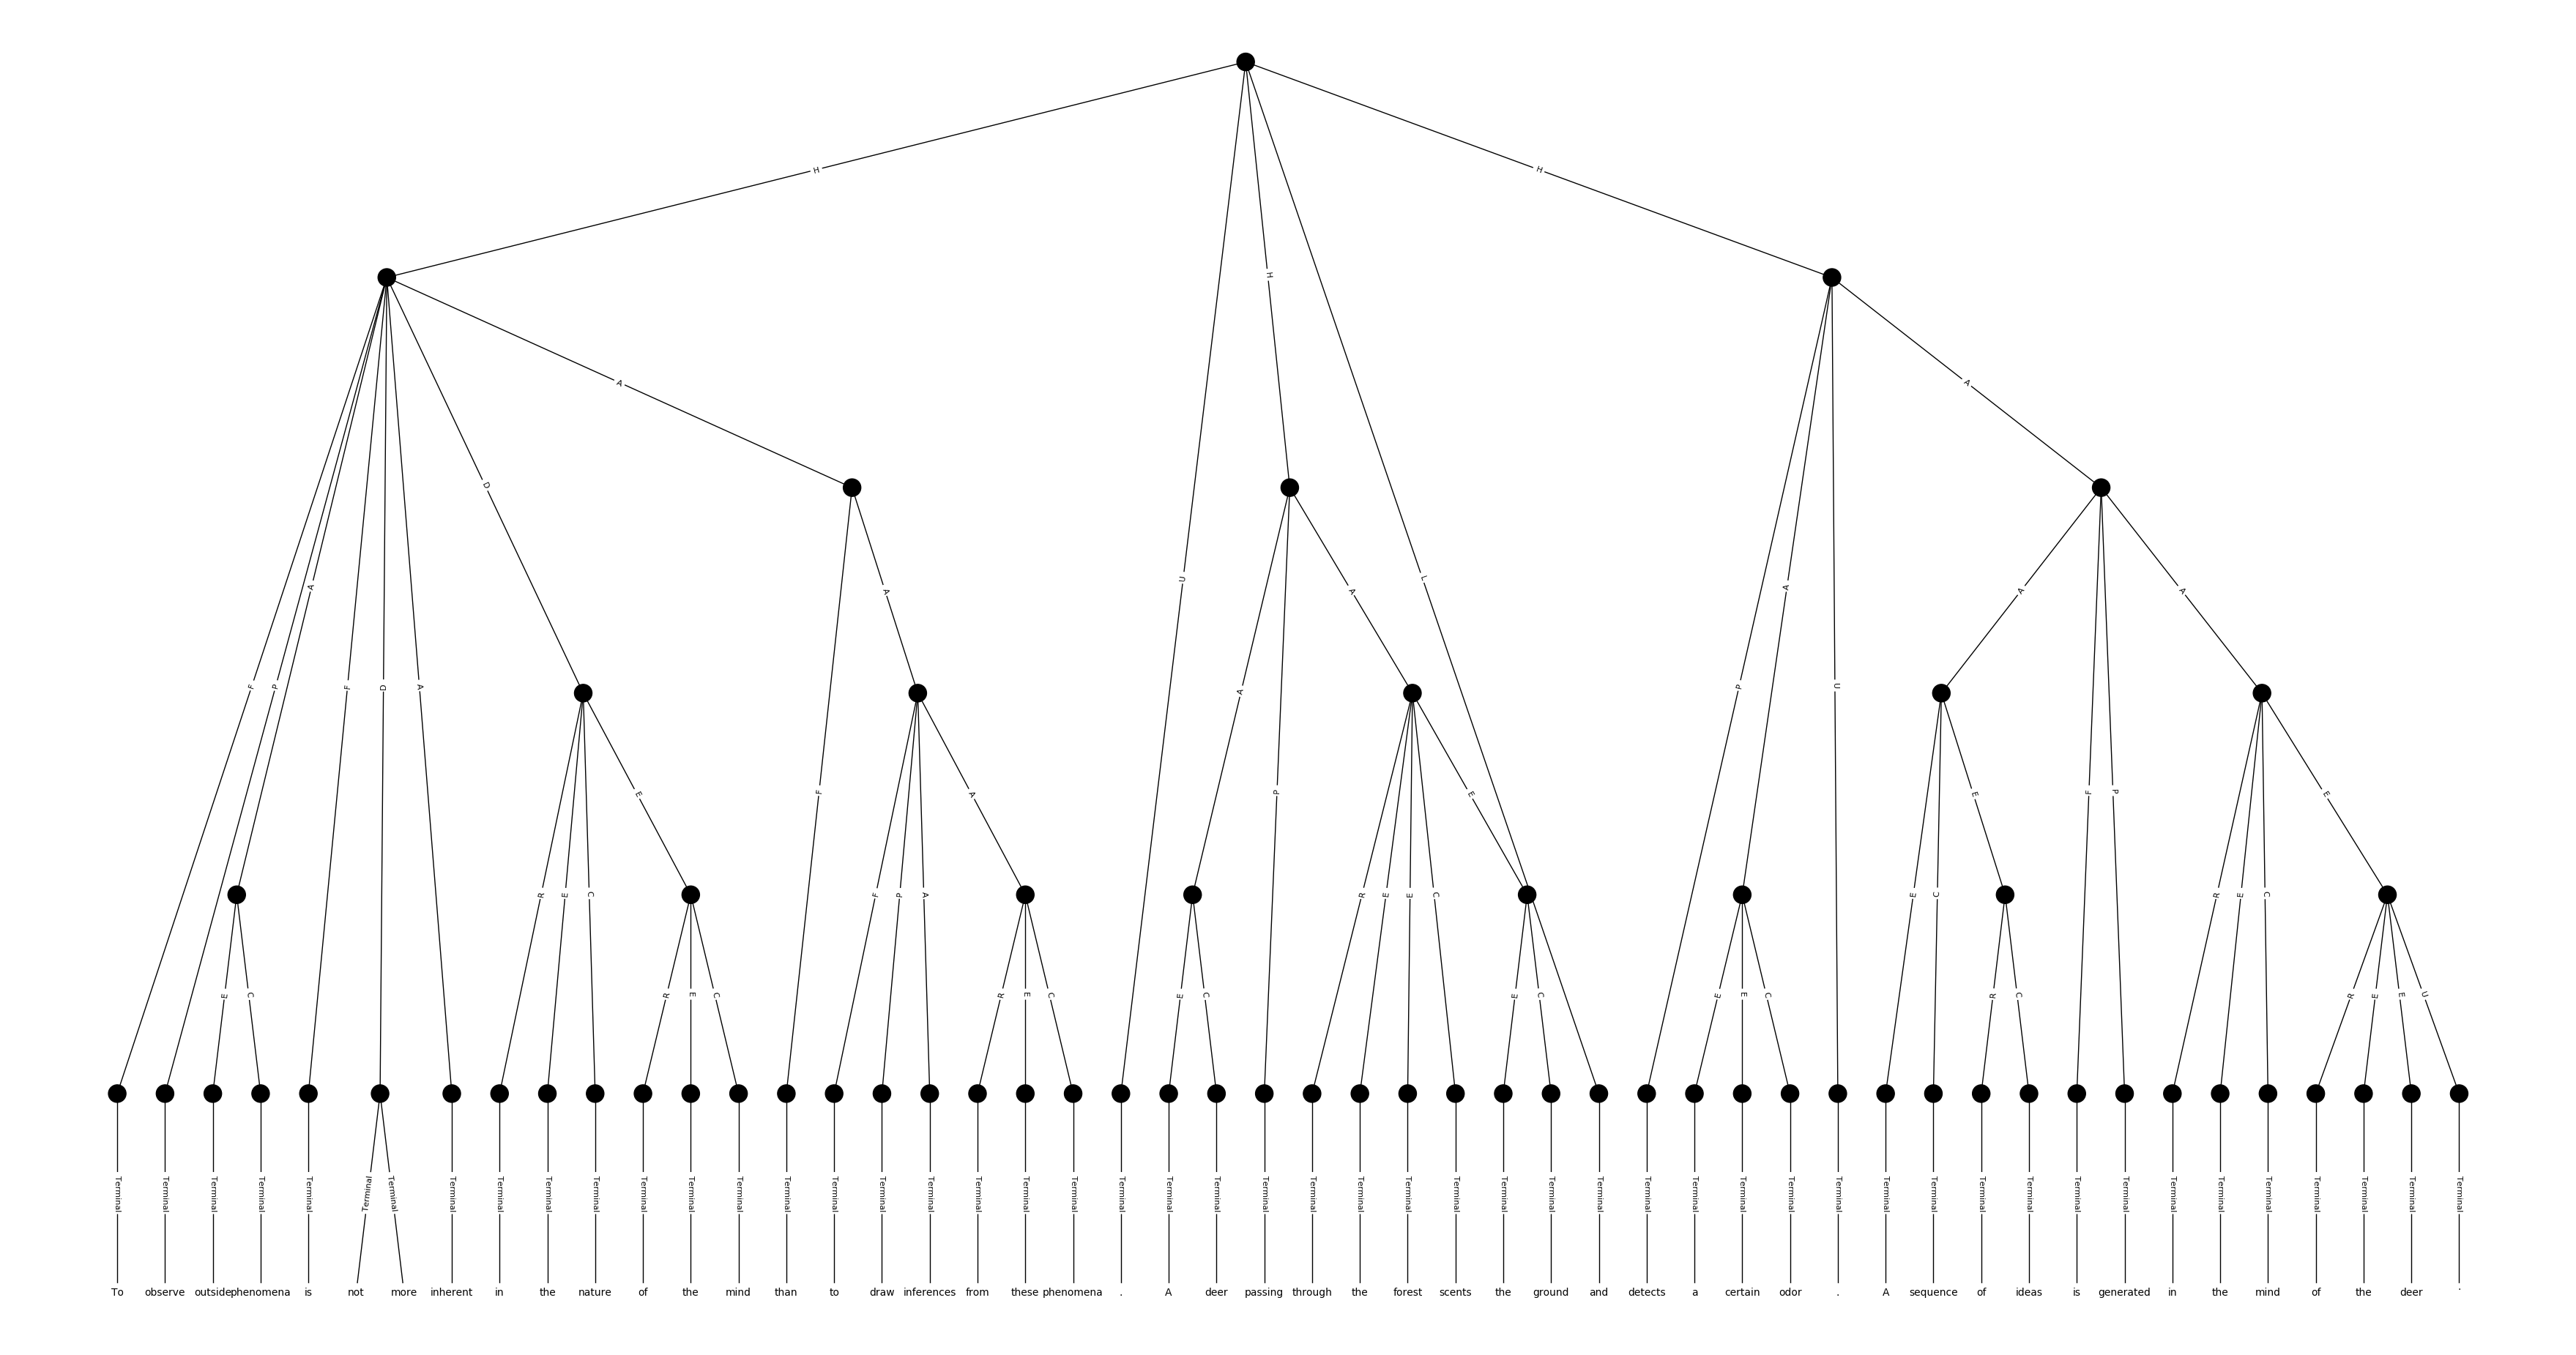 H H H
A A
D
A A A A A
U L
F P F D A P U
E F A P E F P E
R E C F P A R E E C E C R E C
E C R E C R E C E C E C E E C R C R E E U
Terminal Terminal Terminal Terminal Terminal Terminal Terminal Terminal Terminal Terminal Terminal Terminal Terminal Terminal Terminal Terminal Terminal Terminal Terminal Terminal Terminal Terminal Terminal Terminal Terminal Terminal Terminal Terminal Terminal Terminal Terminal Terminal Terminal Terminal Terminal Terminal Terminal Terminal Terminal Terminal Terminal Terminal Terminal Terminal Terminal Terminal Terminal Terminal Terminal Terminal
To observe outside phenomena is not more inherent in the nature of the mind than to draw inferences from these phenomena . A deer passing through the forest scents the ground and detects a certain odor . A sequence of ideas is generated in the mind of the deer .